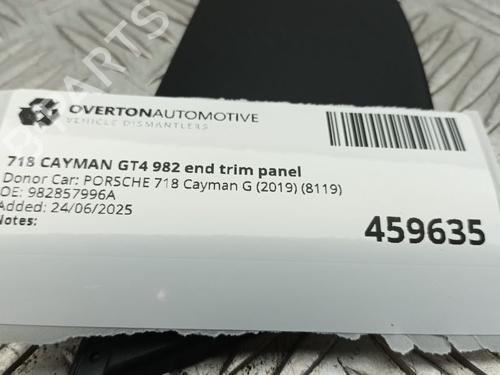 OVERTONAUTOMOTIVE
VEHICLE DISMANTLERS
718 CAYMAN GT4 982 end trim panel
Donor Car: PORSCHE 718 Cayman G (2019) (8119)
OE: 982857996A
Added: 24/06/2025
Notes:
459635